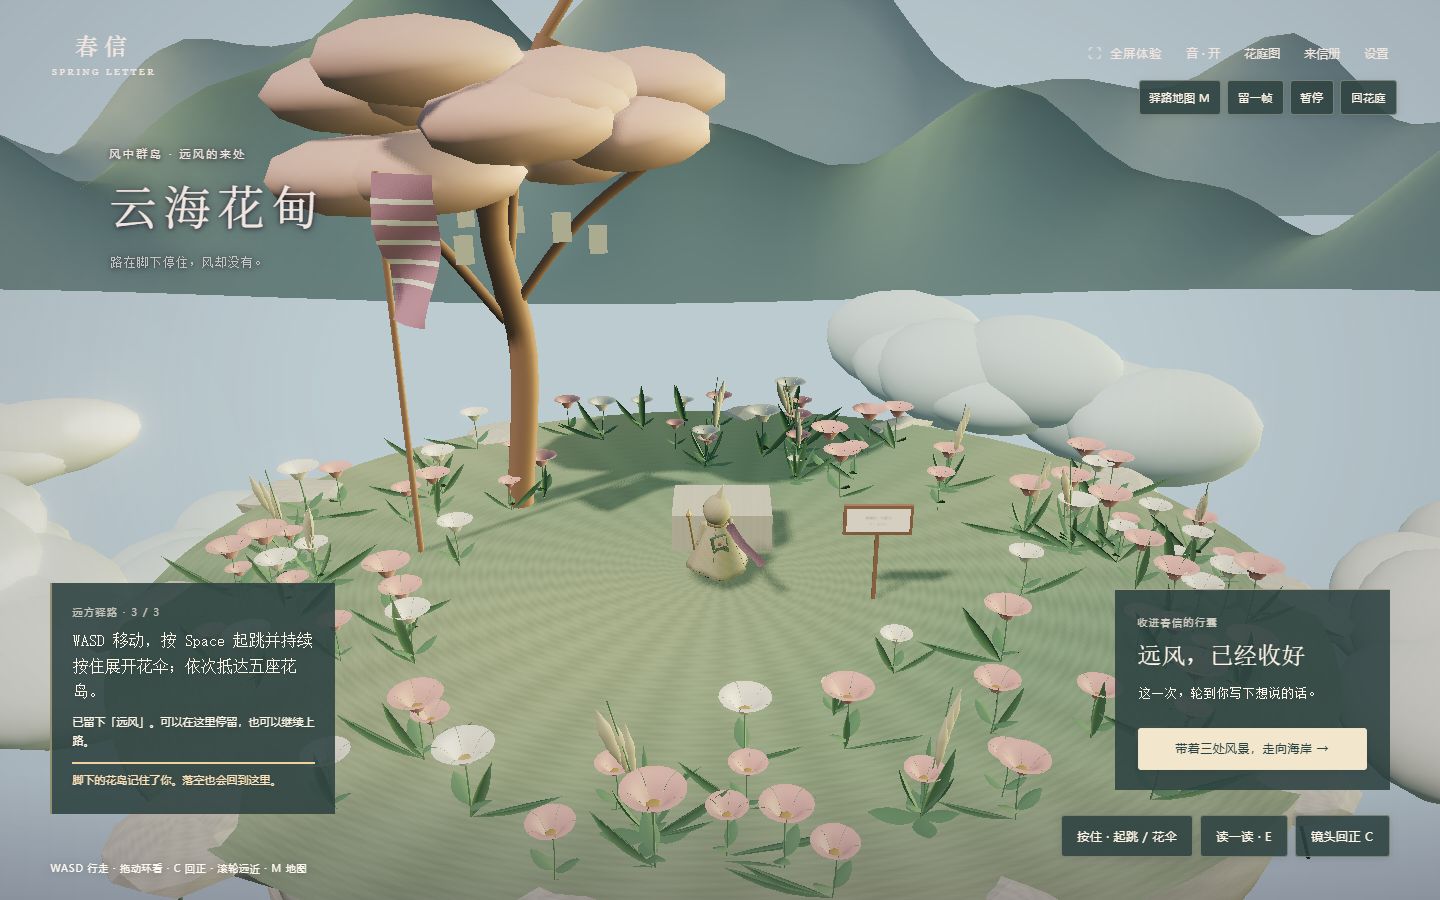 春信
SPRING LETTER
全屏体验 音·开 花庭图 来信册 设置
驿路地图 M 留一帧 暂停 回花庭
风中群岛 · 远风的来处
云海花甸
路在脚下停住，风却没有。
远方驿路 · 3 / 3
WASD 移动，按 Space 起跳并持续
按住展开花伞；依次抵达五座花
岛。
已留下「远风」。可以在这里停留，也可以继续上
路。
脚下的花岛记住了你。落空也会回到这里。
收进春信的行囊
远风，已经收好
这一次，轮到你写下想说的话。
带着三处风景，走向海岸 →
按住 · 起跳 / 花伞 读一读 · E 镜头回正 C
WASD 行走 · 拖动环看 · C 回正 · 滚轮远近 · M 地图